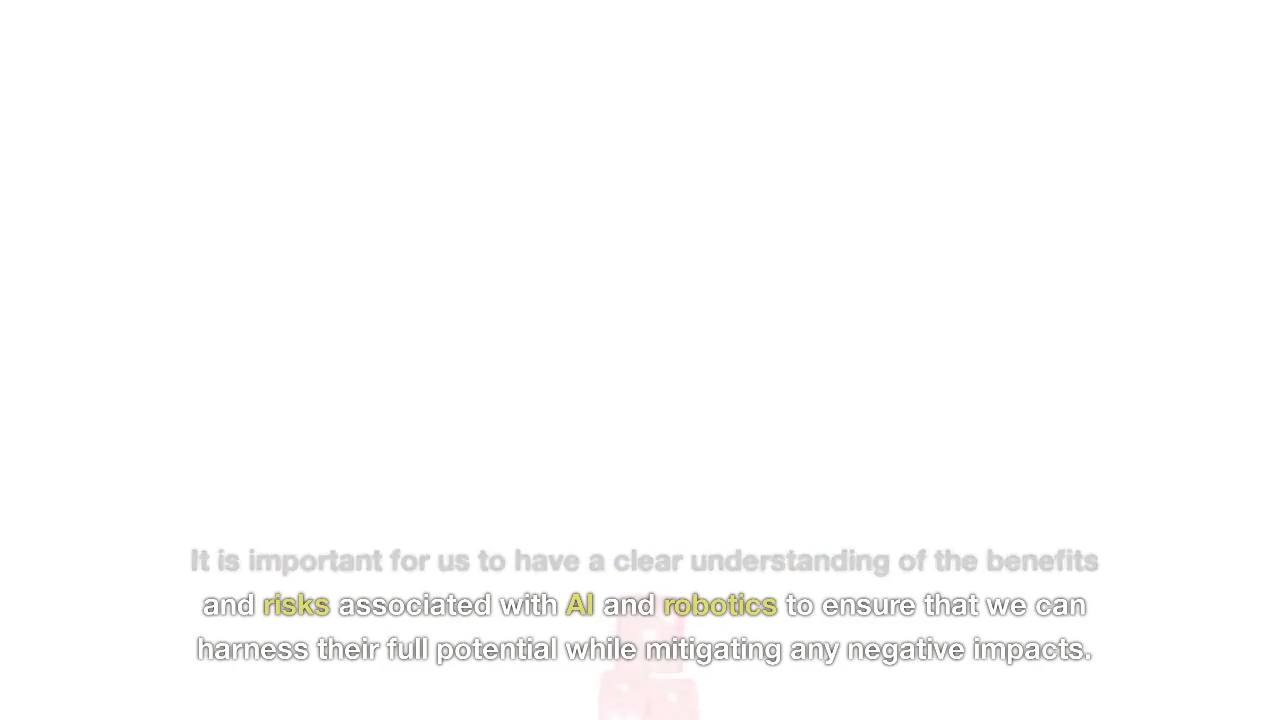 It is important for us to have a clear understanding of the benefits
and risks associated with AI and robotics to ensure that we can
harness their full potential while mitigating any negative impacts.